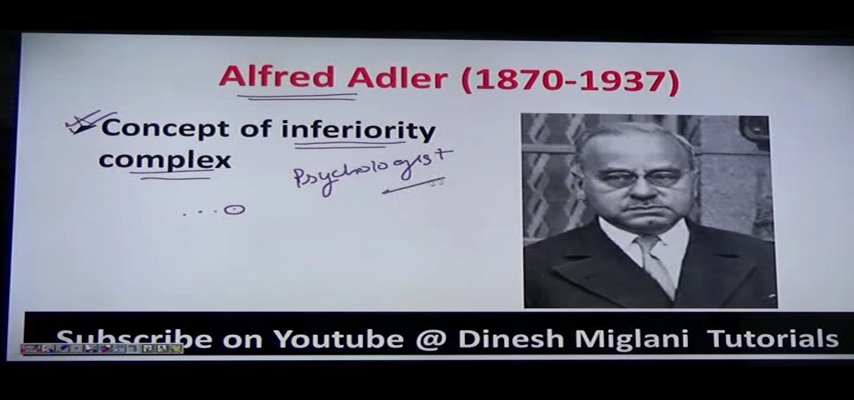 Alfred Adler (1870-1937)
Concept of inferiority
complex
Psychologist
Subscribe on Youtube @ Dinesh Miglani Tutorials